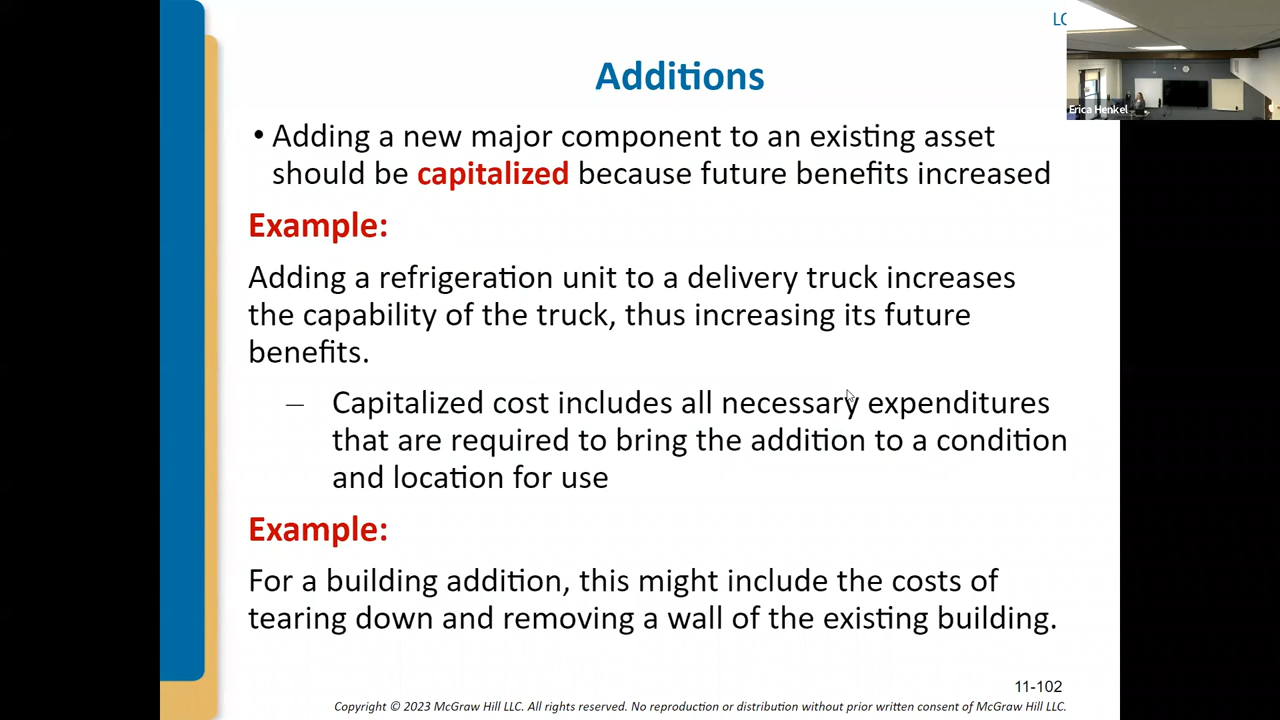 LO
Additions
Erica Henkel
• Adding a new major component to an existing asset
should be capitalized because future benefits increased
Example:
Adding a refrigeration unit to a delivery truck increases
the capability of the truck, thus increasing its future
benefits.
– Capitalized cost includes all necessary expenditures
that are required to bring the addition to a condition
and location for use
Example:
For a building addition, this might include the costs of
tearing down and removing a wall of the existing building.
11-102
Copyright © 2023 McGraw Hill LLC. All rights reserved. No reproduction or distribution without prior written consent of McGraw Hill LLC.